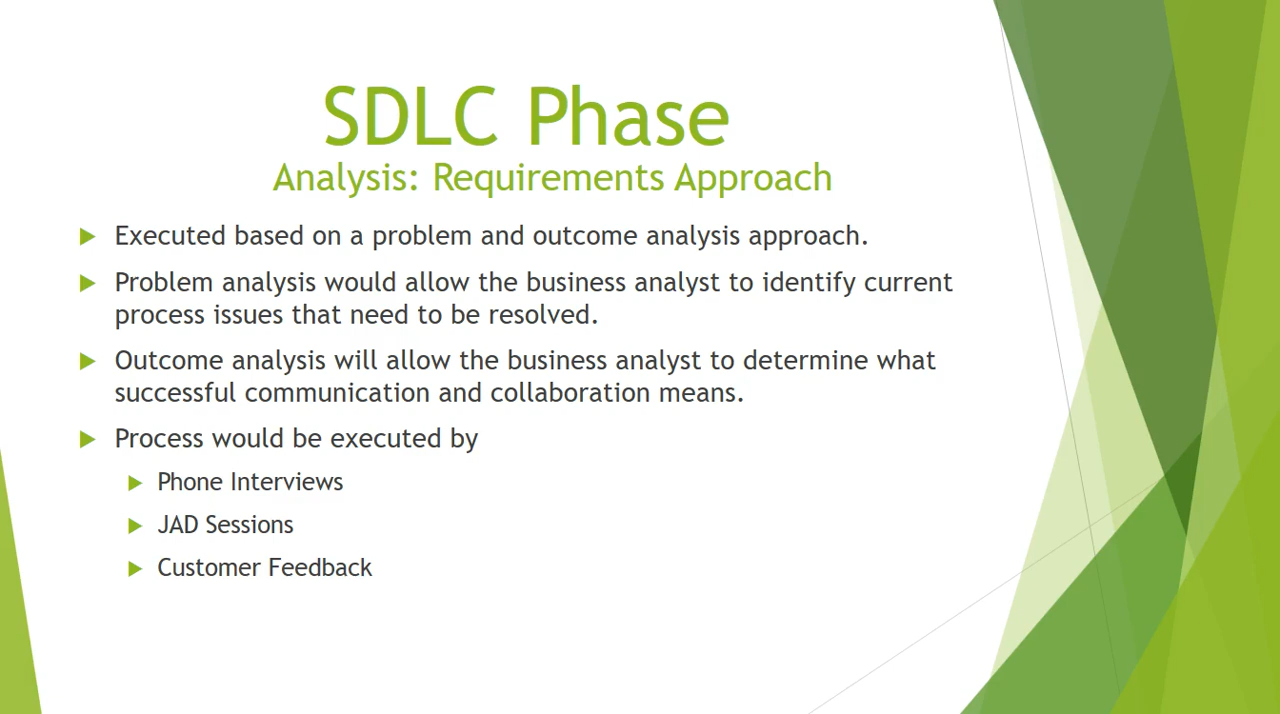 SDLC Phase
Analysis: Requirements Approach
Executed based on a problem and outcome analysis approach.
Problem analysis would allow the business analyst to identify current
process issues that need to be resolved.
Outcome analysis will allow the business analyst to determine what
successful communication and collaboration means.
Process would be executed by
Phone Interviews
JAD Sessions
Customer Feedback